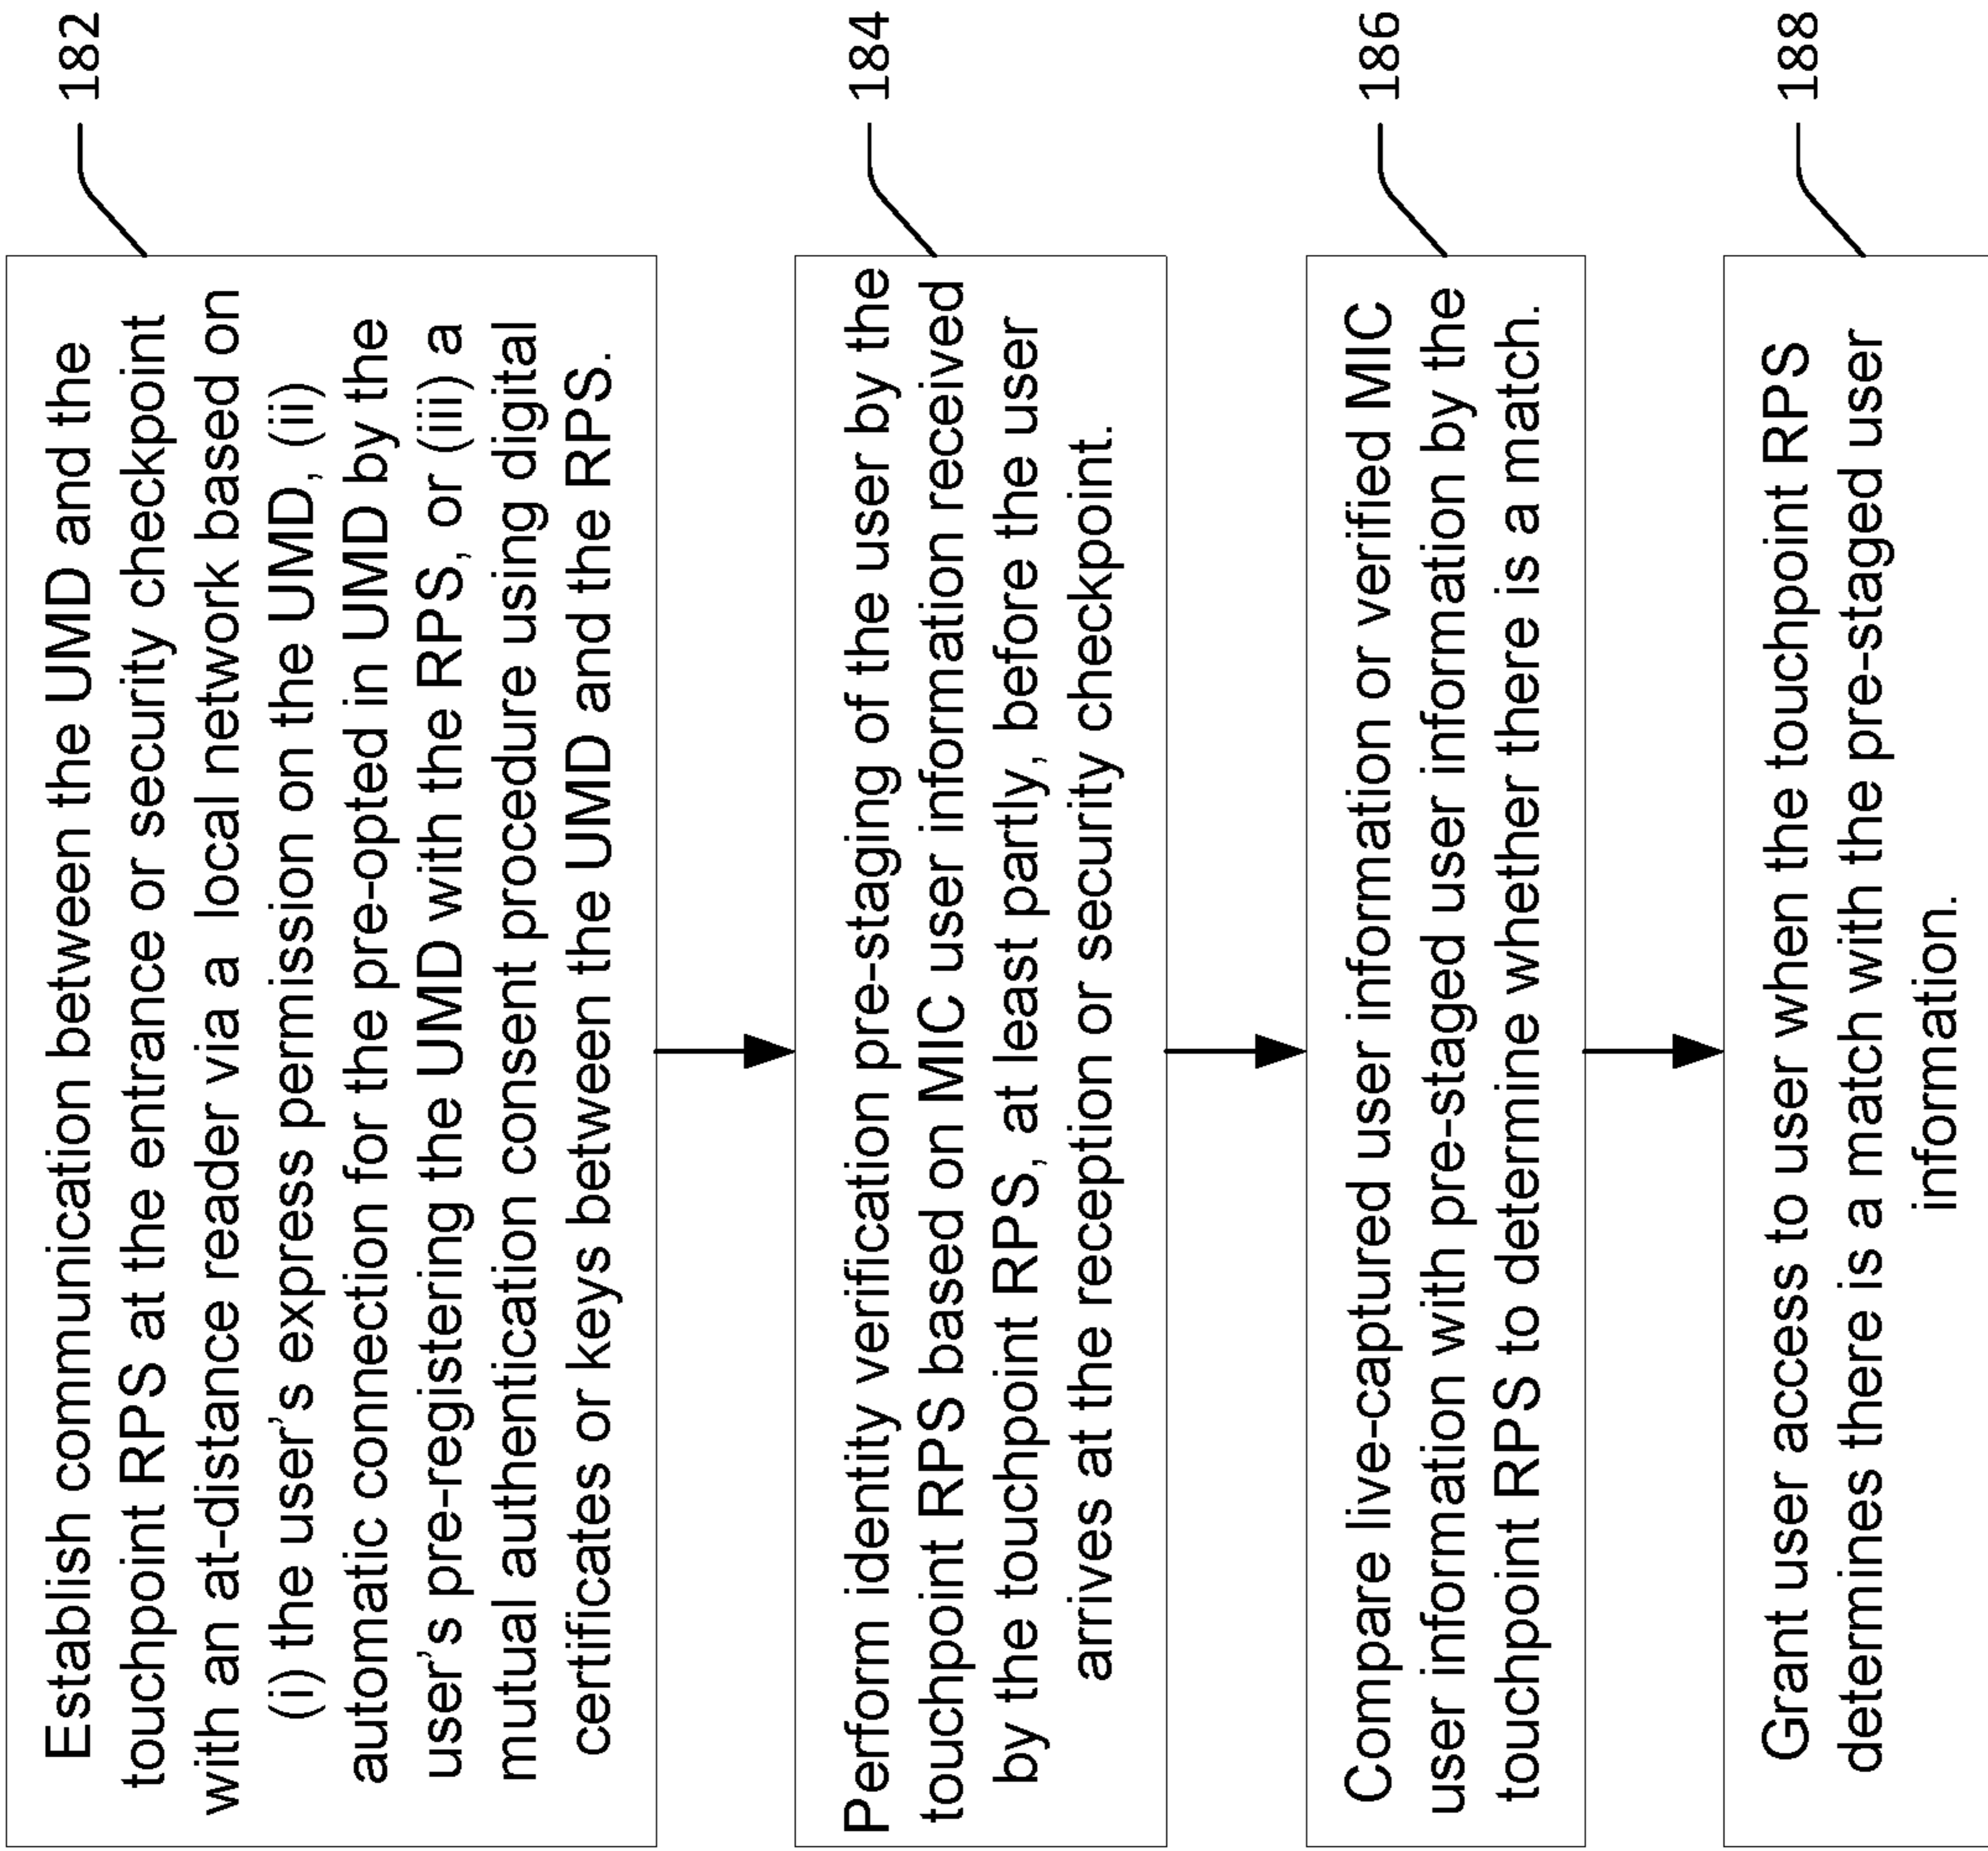 Establish communication between the UMD and the
touchpoint RPS at the entrance or security checkpoint
with an at-distance reader via a local network based on
(i) the user's express permission on the UMD, (ii)
automatic connection for the pre-opted in UMD by the
user's pre-registering the UMD with the RPS, or (iii) a
mutual authentication consent procedure using digital
certificates or keys between the UMD and the RPS.
182
Perform identity verification pre-staging of the user by the
touchpoint RPS based on MIC user information received
by the touchpoint RPS, at least partly, before the user
arrives at the reception or security checkpoint.
184
Compare live-captured user information or verified MIC
user information with pre-staged user information by the
touchpoint RPS to determine whether there is a match.
186
Grant user access to user when the touchpoint RPS
determines there is a match with the pre-staged user
information.
188